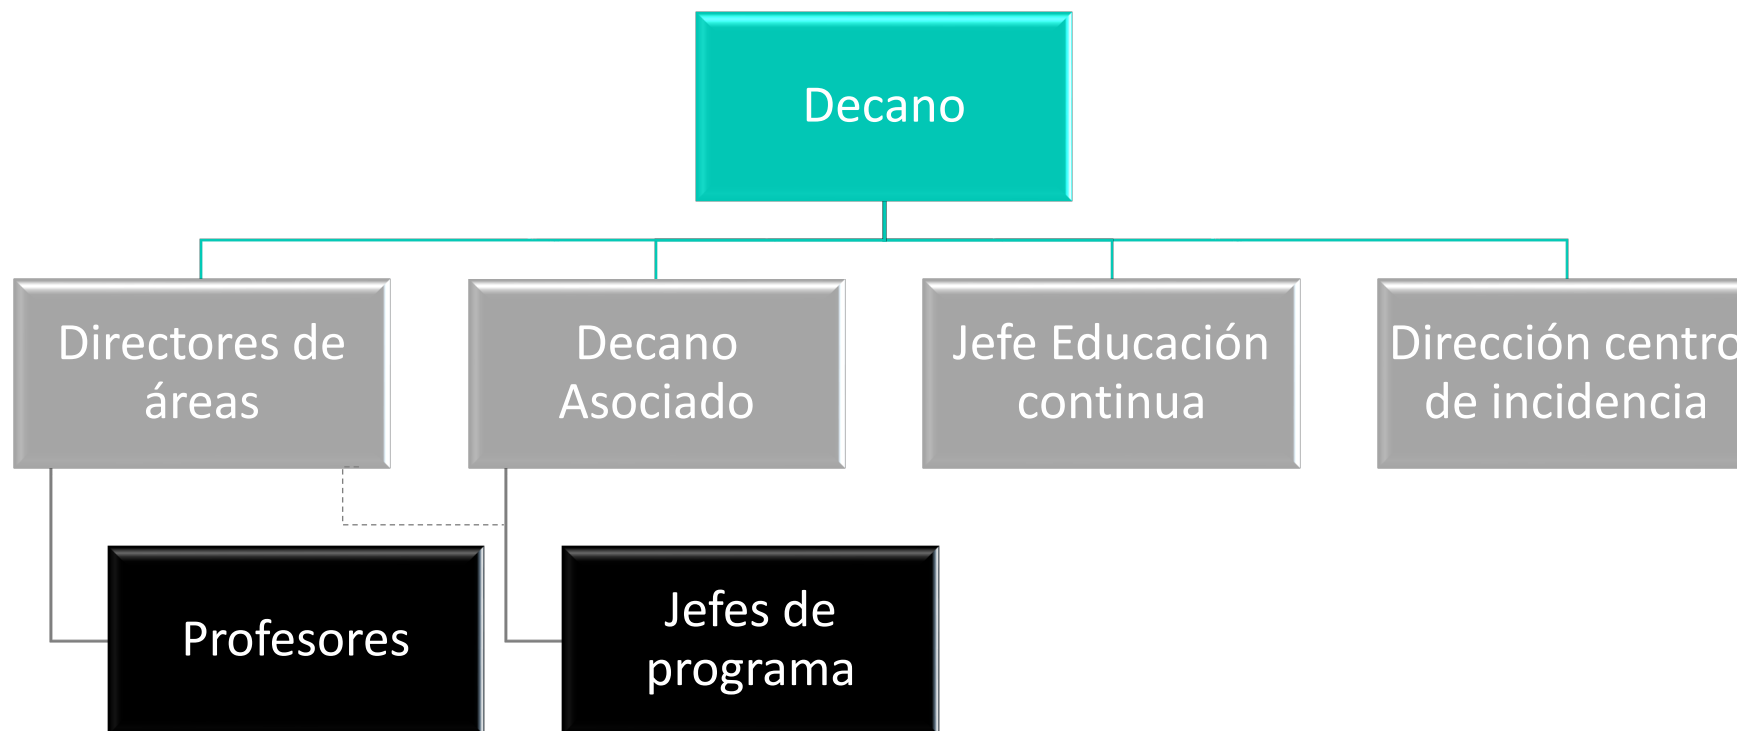 Decano
Directores de
áreas
Decano
Asociado
Jefe Educación
continua
Dirección centro
de incidencia
Profesores
Jefes de
programa